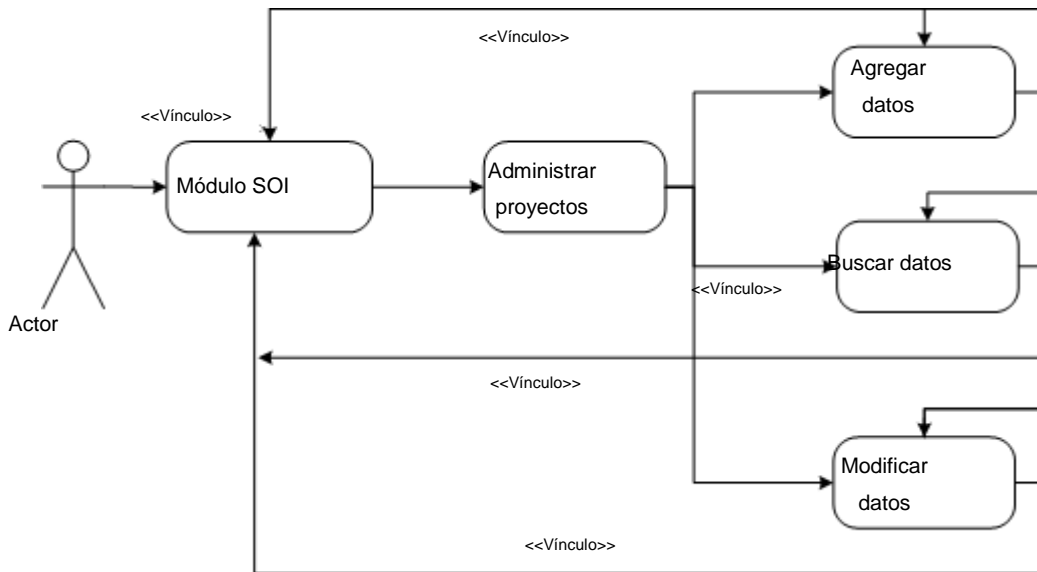 <<Vínculo>>
Agregar
datos
<<Vínculo>>
Módulo SOI
Administrar
proyectos
Buscar datos
<<Vínculo>>
Actor
<<Vínculo>>
Modificar
datos
<<Vínculo>>